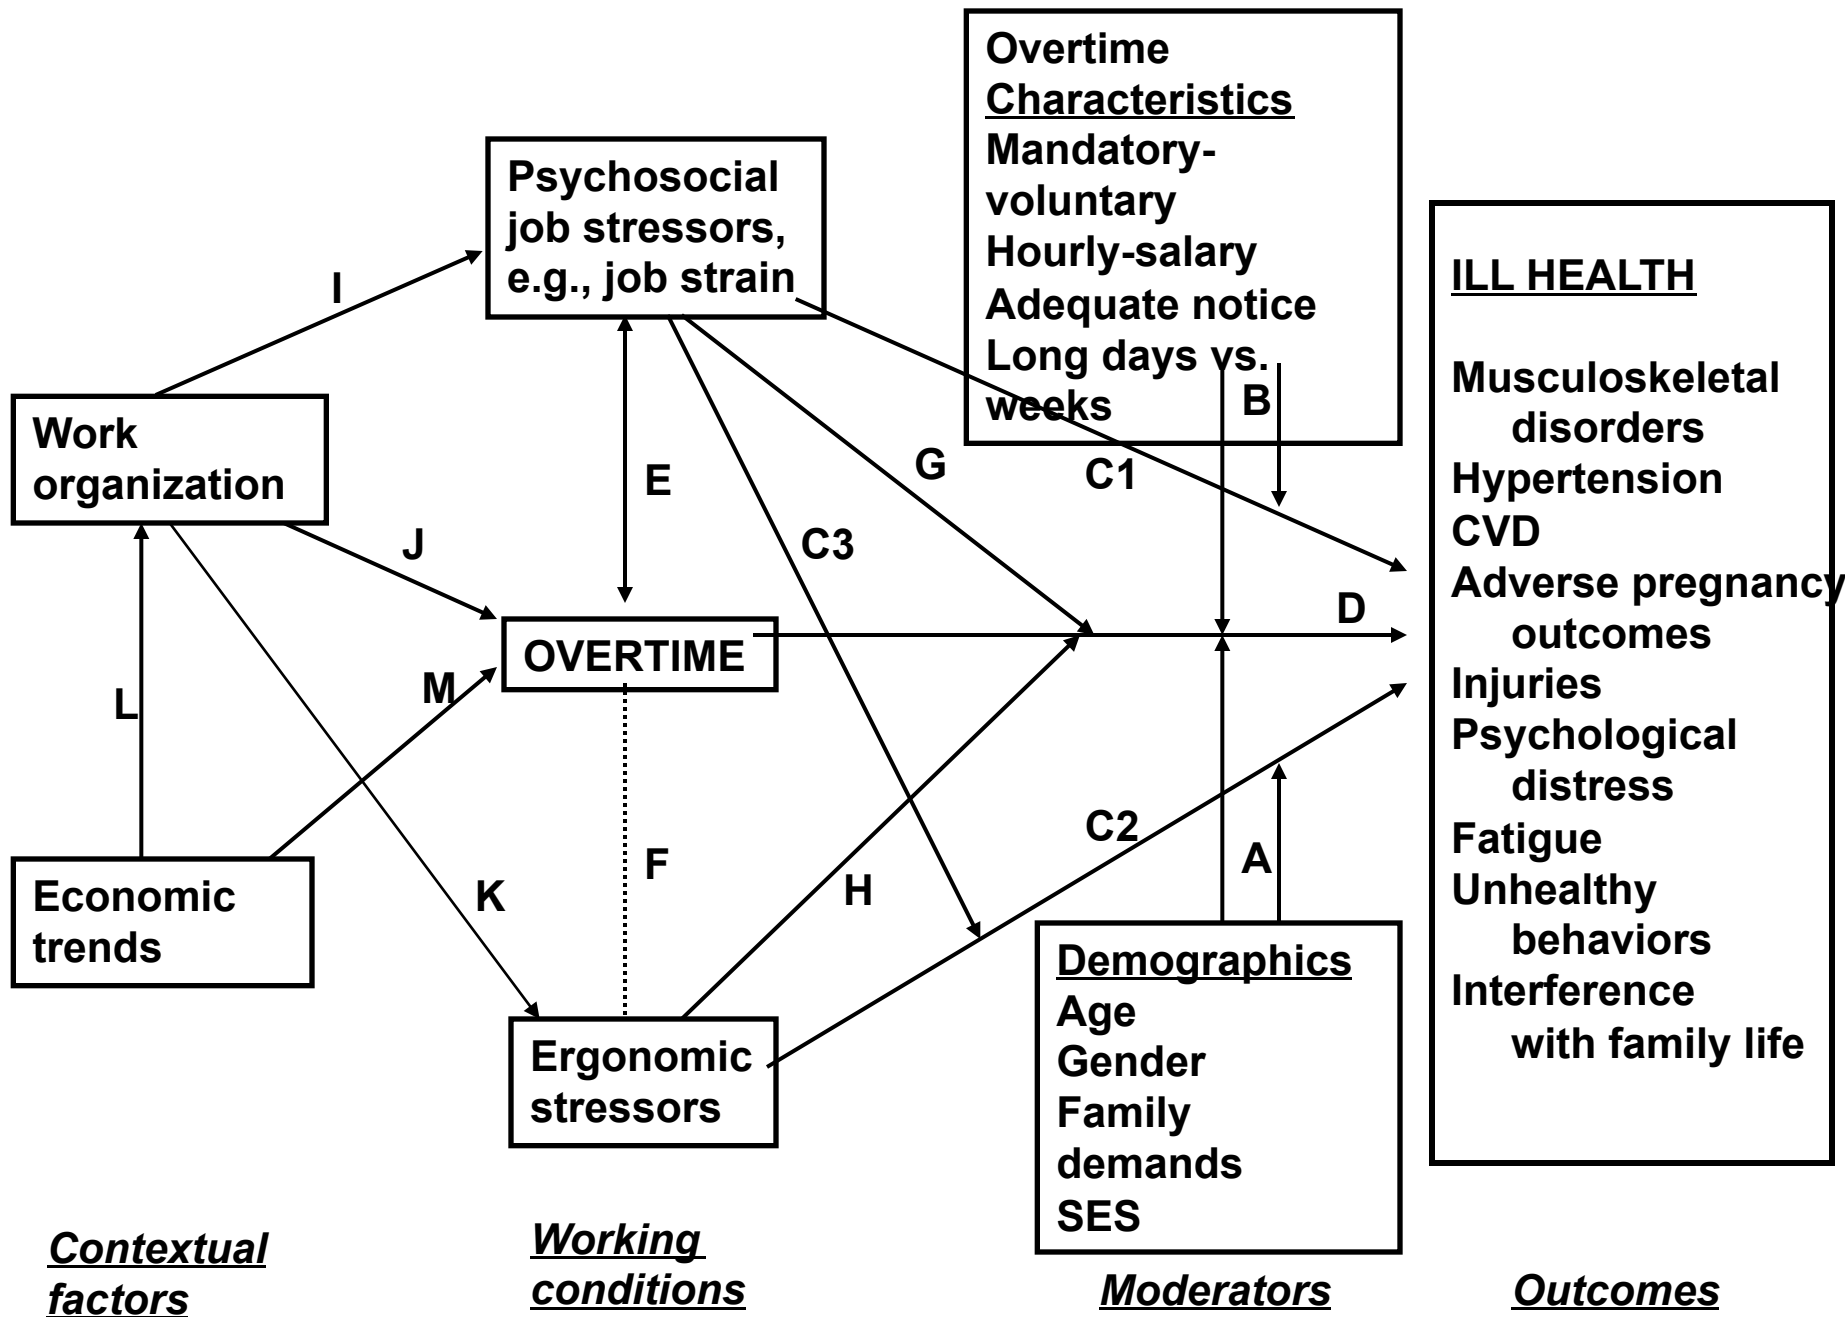 Overtime
Characteristics
Mandatory-
voluntary
Hourly-salary
Adequate notice
Long days vs.
weeks
Psychosocial
job stressors,
e.g., job strain
ILL HEALTH
Musculoskeletal
disorders
Hypertension
CVD
Adverse pregnancy
outcomes
Injuries
Psychological
distress
Fatigue
Unhealthy
behaviors
Interference
with family life
I
B
Work
organization
E
G
C1
J
C3
D
OVERTIME
L
M
F
K
H
C2
A
Economic
trends
Ergonomic
stressors
Demographics
Age
Gender
Family
demands
SES
Contextual
factors
Working
conditions
Moderators
Outcomes